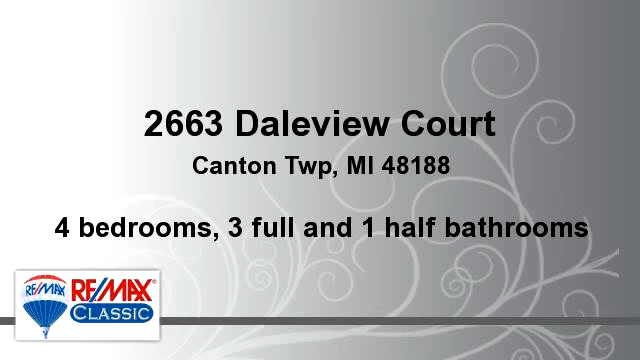 2663 Daleview Court
Canton Twp, MI 48188
4 bedrooms, 3 full and 1 half bathrooms
RE/MAX
RE/MAX
CLASSIC